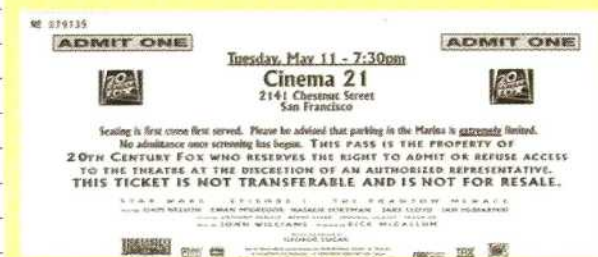 Nº 079135
ADMIT ONE
ADMIT ONE
Tuesday, May 11 - 7:30pm
Cinema 21
2141 Chestnut Street
San Francisco
20th Century Fox
Seating is first come first served. Please be advised that parking in the Marina is extremely limited.
No admittance once screening has begun. THIS PASS IS THE PROPERTY OF
20TH CENTURY FOX WHO RESERVES THE RIGHT TO ADMIT OR REFUSE ACCESS
TO THE THEATRE AT THE DISCRETION OF AN AUTHORIZED REPRESENTATIVE.
THIS TICKET IS NOT TRANSFERABLE AND IS NOT FOR RESALE.
STAR WARS EPISODE I THE PHANTOM MENACE
LIAM NEESON EWAN MCGREGOR NATALIE PORTMAN JAKE LLOYD IAN MCDIARMID
JOHN WILLIAMS RICK MCCALLUM
GEORGE LUCAS